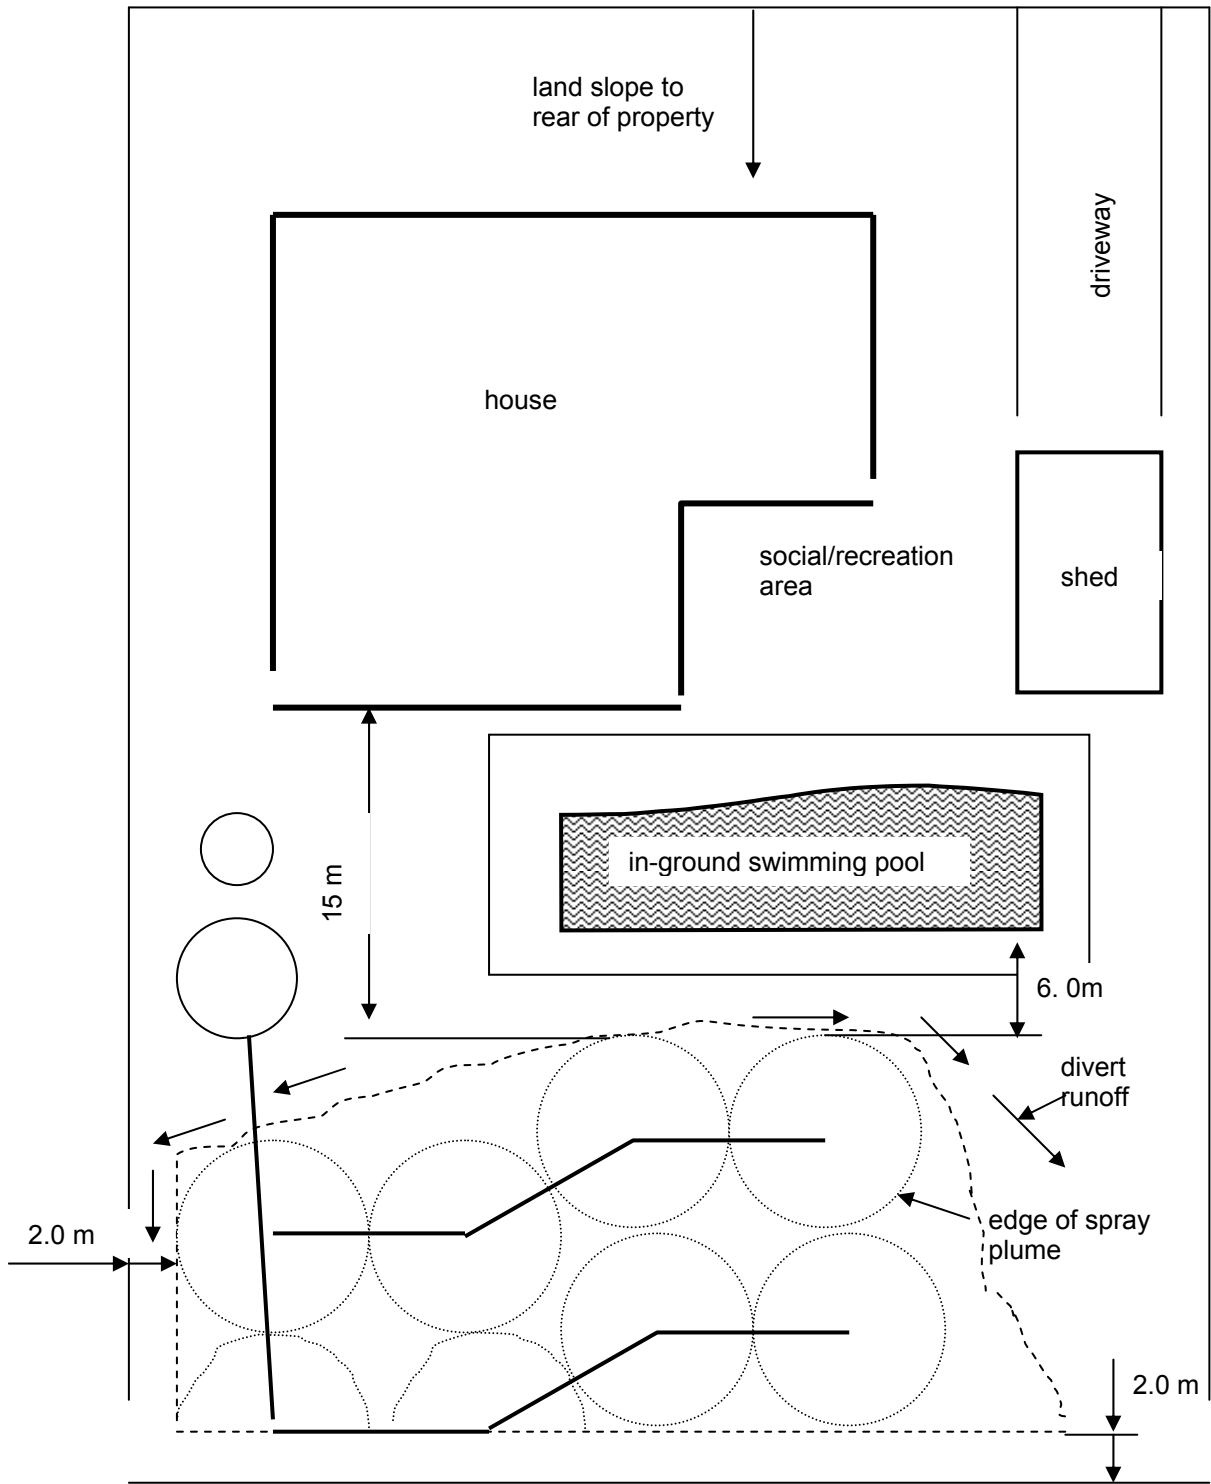 land slope to
rear of property
driveway
house
social/recreation
area
shed
in-ground swimming pool
15 m
6. 0m
divert
runoff
edge of spray
plume
2.0 m
2.0 m